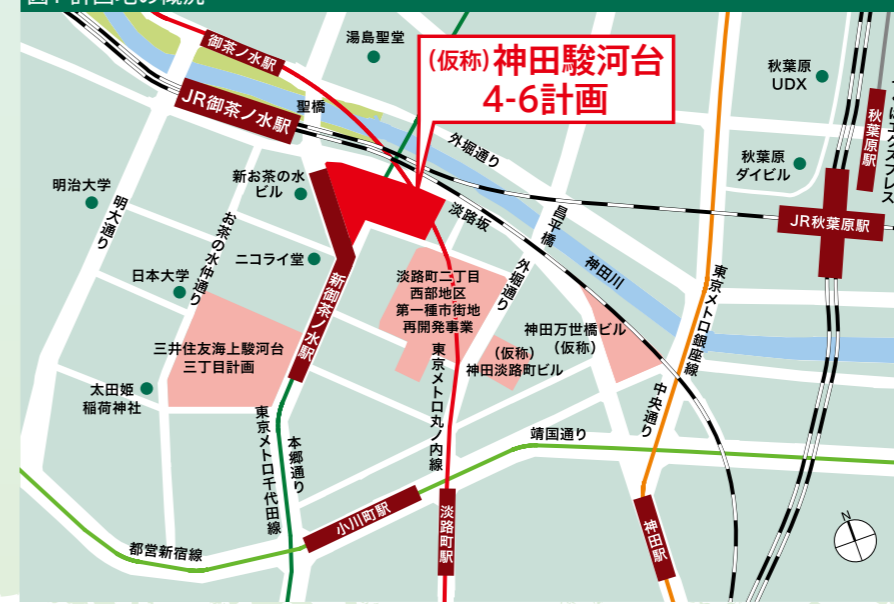 図1 計画地の概況
御茶ノ水駅
湯島聖堂
(仮称)神田駿河台
4-6計画
秋葉原
UDX
秋葉原駅
つくばエクスプレス
JR御茶ノ水駅
聖橋
外堀通り
秋葉原
ダイビル
明治大学
明大通り
新お茶の水
ビル
お茶の水仲通り
淡路坂
昌平橋
JR秋葉原駅
ニコライ堂
日本大学
新御茶ノ水駅
淡路町二丁目
西部地区
第一種市街地
再開発事業
外堀通り
神田川
東京メトロ銀座線
神田万世橋ビル
(仮称)
三井住友海上駿河台
三丁目計画
(仮称)
神田淡路町ビル
東京メトロ丸ノ内線
太田姫
稲荷神社
中央通り
東京メトロ千代田線
本郷通り
靖国通り
小川町駅
淡路町駅
神田駅
都営新宿線
N